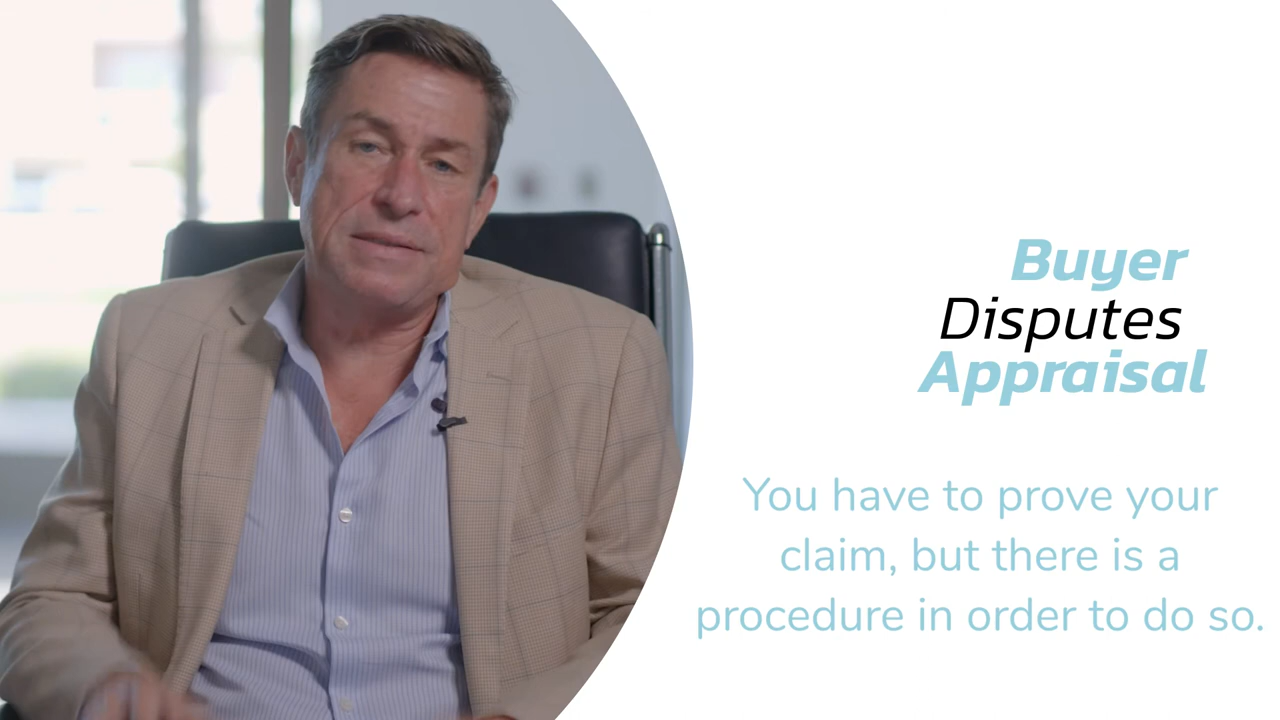 Buyer
Disputes
Appraisal
You have to prove your
claim, but there is a
procedure in order to do so.